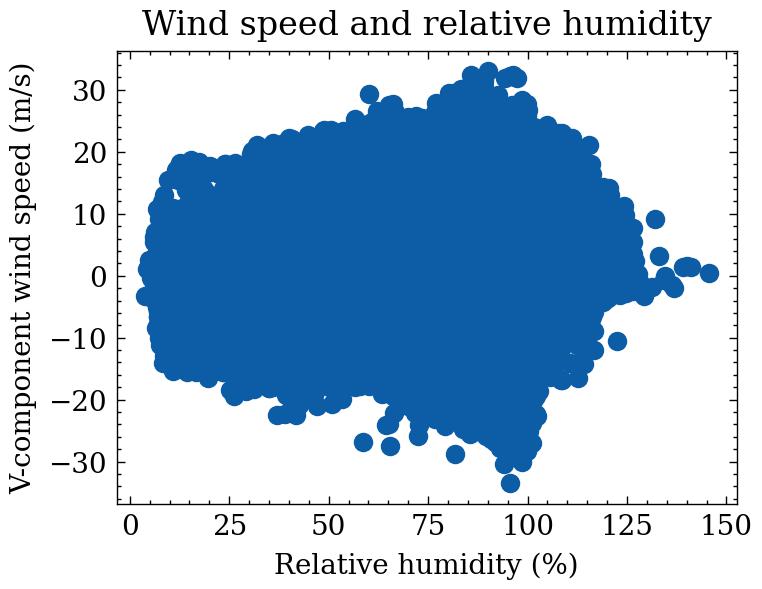 Wind speed and relative humidity
V-component wind speed (m/s)
30
20
10
0
−10
−20
−30
0 25 50 75 100 125 150
Relative humidity (%)